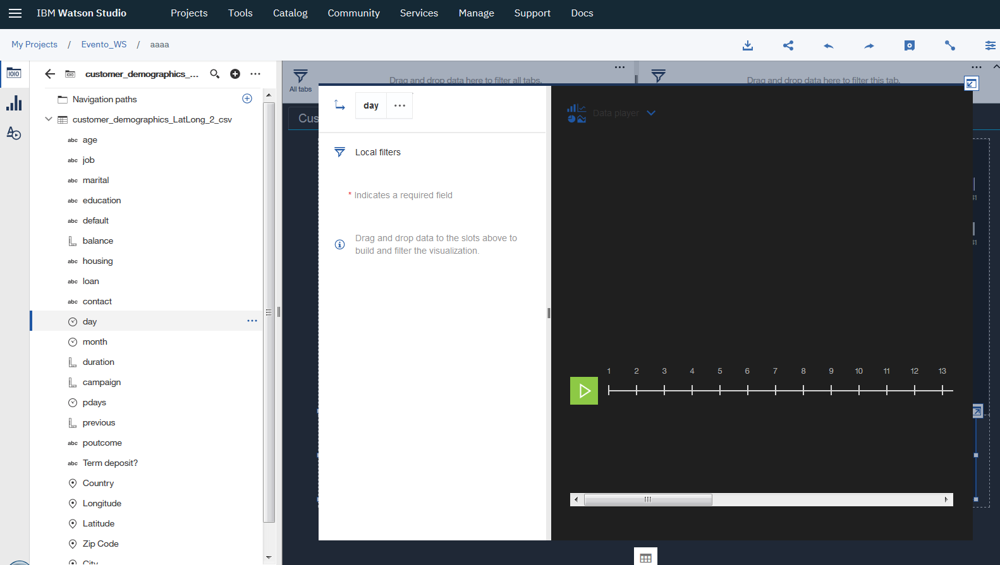 IBM Watson Studio
Projects
Tools
Catalog
Community
Services
Manage
Support
Docs
My Projects / Evento_WS / aaaa
customer_demographics_...
Navigation paths
customer_demographics_LatLong_2_csv
abc age
abc job
abc marital
abc education
abc default
balance
abc housing
abc loan
abc contact
day
month
duration
campaign
pdays
previous
abc poutcome
abc Term deposit?
Country
Longitude
Latitude
Zip Code
City
All tabs
Drag and drop data here to filter all tabs.
Drag and drop data here to filter this tab.
Cus
day
Local filters
* Indicates a required field
Drag and drop data to the slots above to
build and filter the visualization.
Data player
1 2 3 4 5 6 7 8 9 10 11 12 13